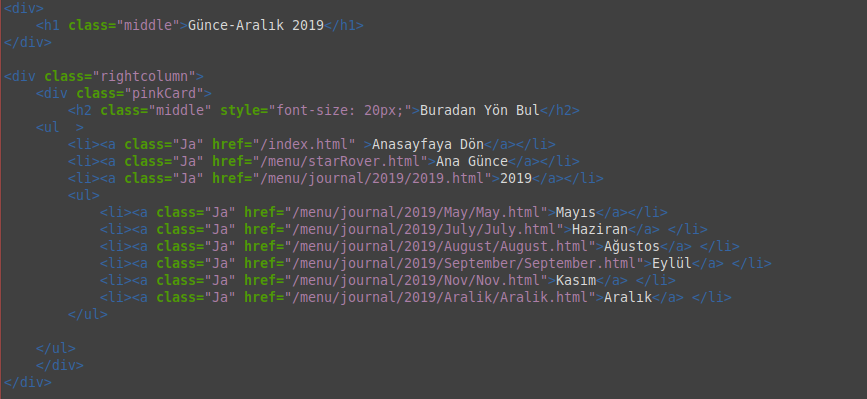 <div>
    <h1 class="middle">Günce-Aralık 2019</h1>
</div>

<div class="rightcolumn">
    <div class="pinkCard">
        <h2 class="middle" style="font-size: 20px;">Buradan Yön Bul</h2>
    <ul  >
        <li><a class="Ja" href="/index.html" >Anasayfaya Dön</a></li>
        <li><a class="Ja" href="/menu/starRover.html">Ana Günce</a></li>
        <li><a class="Ja" href="/menu/journal/2019/2019.html">2019</a></li>
        <ul>
            <li><a class="Ja" href="/menu/journal/2019/May/May.html">Mayıs</a></li>
            <li><a class="Ja" href="/menu/journal/2019/July/July.html">Haziran</a> </li>
            <li><a class="Ja" href="/menu/journal/2019/August/August.html">Ağustos</a> </li>
            <li><a class="Ja" href="/menu/journal/2019/September/September.html">Eylül</a> </li>
            <li><a class="Ja" href="/menu/journal/2019/Nov/Nov.html">Kasım</a> </li>
            <li><a class="Ja" href="/menu/journal/2019/Aralik/Aralik.html">Aralık</a> </li>
        </ul>

    </ul>
    </div>
</div>